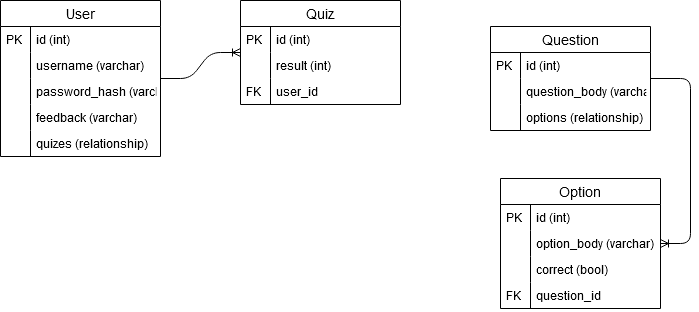 User
PK id (int)
username (varchar)
password_hash (varcl
feedback (varchar)
quizes (relationship)
Quiz
PK id (int)
result (int)
FK user_id
Question
PK id (int)
question_body (varcha
options (relationship)
Option
PK id (int)
option_body (varchar)
correct (bool)
FK question_id